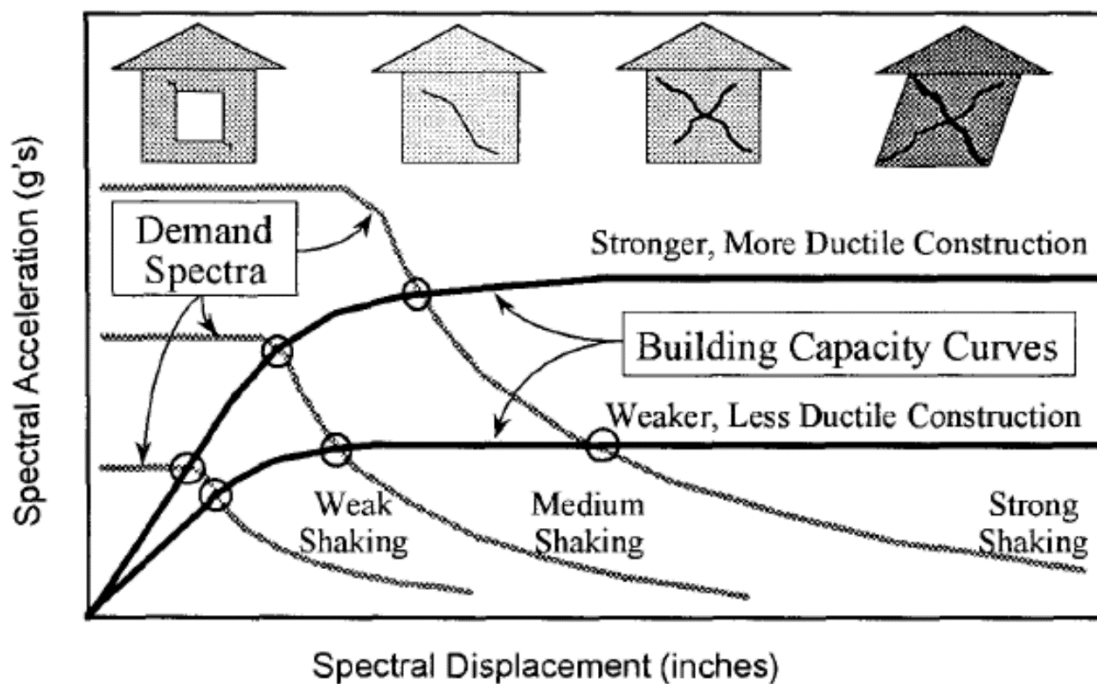 Spectral Acceleration (g's)
Demand
Spectra
Stronger, More Ductile Construction
Building Capacity Curves
Weaker, Less Ductile Construction
Weak
Shaking
Medium
Shaking
Strong
Shaking
Spectral Displacement (inches)